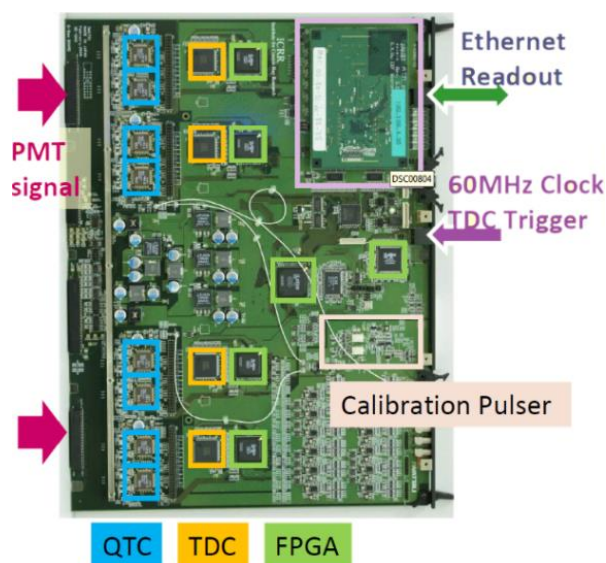 Ethernet
Readout
ICRR
PMT
signal
DSC00804
60MHz Clock
TDC Trigger
Calibration Pulser
QTC
TDC
FPGA